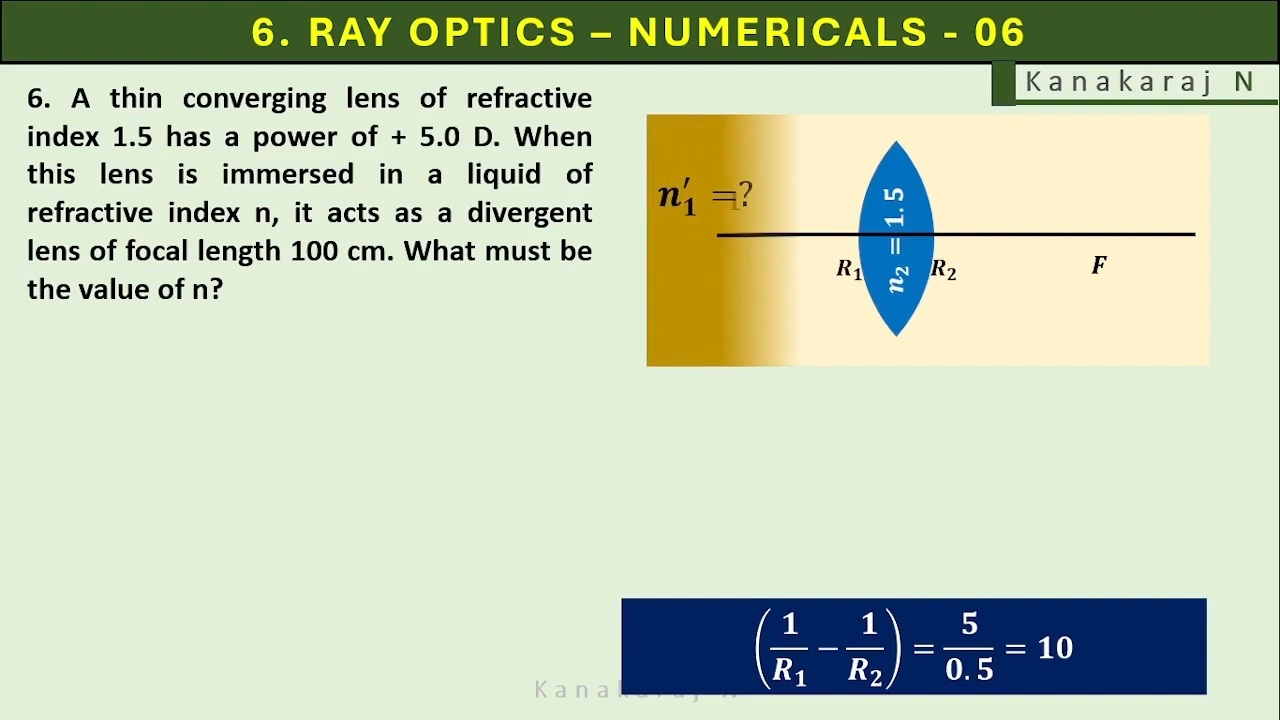 6. RAY OPTICS – NUMERICALS - 06
Kanakaraj N
6. A thin converging lens of refractive
index 1.5 has a power of + 5.0 D. When
this lens is immersed in a liquid of
refractive index n, it acts as a divergent
lens of focal length 100 cm. What must be
the value of n?
n₁′ = ?
n₂ = 1.5
R₁ R₂ F
(1/R₁ − 1/R₂) = 5/0.5 = 10
Kanakaraj N